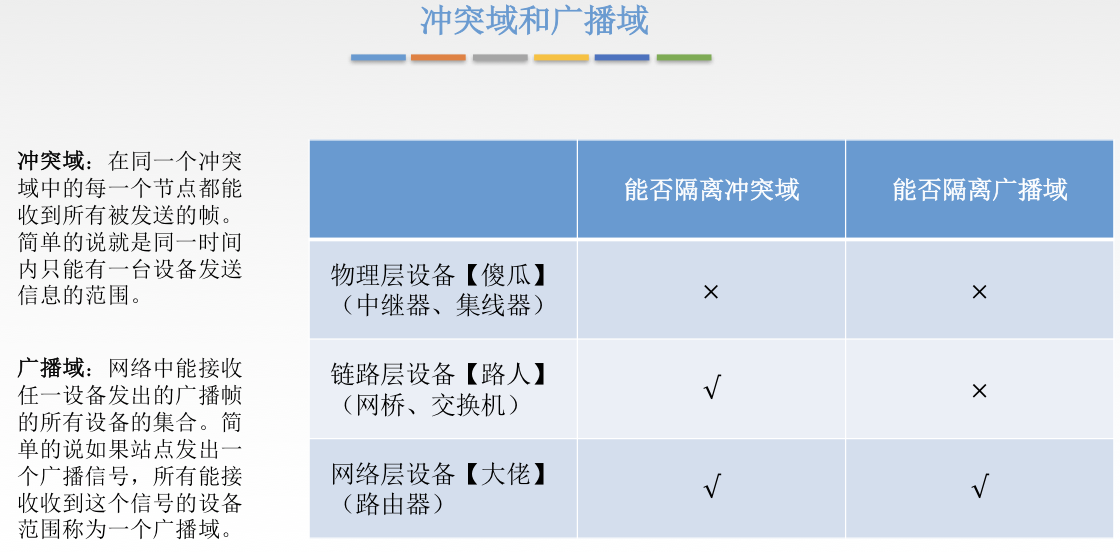 冲突域和广播域
冲突域：在同一个冲突
域中的每一个节点都能
收到所有被发送的帧。
简单的说就是同一时间
内只能有一台设备发送
信息的范围。
广播域：网络中能接收
任一设备发出的广播帧
的所有设备的集合。简
单的说如果站点发出一
个广播信号，所有能接
收收到这个信号的设备
范围称为一个广播域。
能否隔离冲突域
能否隔离广播域
物理层设备【傻瓜】
（中继器、集线器）
×
×
链路层设备【路人】
（网桥、交换机）
√
×
网络层设备【大佬】
（路由器）
√
√